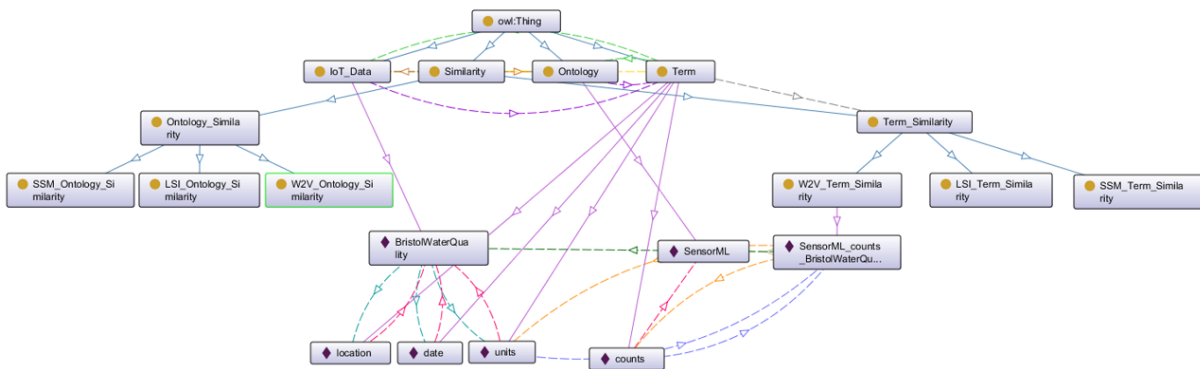 owl:Thing
IoT_Data
Similarity
Ontology
Term
Ontology_Simila
rity
Term_Similarity
SSM_Ontology_Si
milarity
LSI_Ontology_Si
milarity
W2V_Ontology_Si
milarity
W2V_Term_Simila
rity
LSI_Term_Simila
rity
SSM_Term_Simila
rity
BristolWaterQua
lity
SensorML
SensorML_counts
_BristolWaterQu...
location
date
units
counts